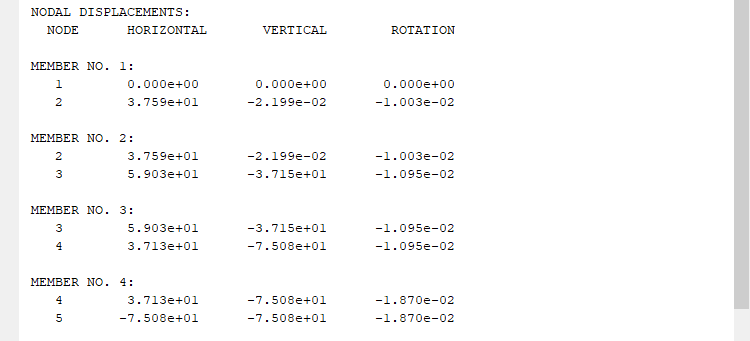 NODAL DISPLACEMENTS:
NODE HORIZONTAL VERTICAL ROTATION
MEMBER NO. 1:
1 0.000e+00 0.000e+00 0.000e+00
2 3.759e+01 -2.199e-02 -1.003e-02
MEMBER NO. 2:
2 3.759e+01 -2.199e-02 -1.003e-02
3 5.903e+01 -3.715e+01 -1.095e-02
MEMBER NO. 3:
3 5.903e+01 -3.715e+01 -1.095e-02
4 3.713e+01 -7.508e+01 -1.095e-02
MEMBER NO. 4:
4 3.713e+01 -7.508e+01 -1.870e-02
5 -7.508e+01 -7.508e+01 -1.870e-02